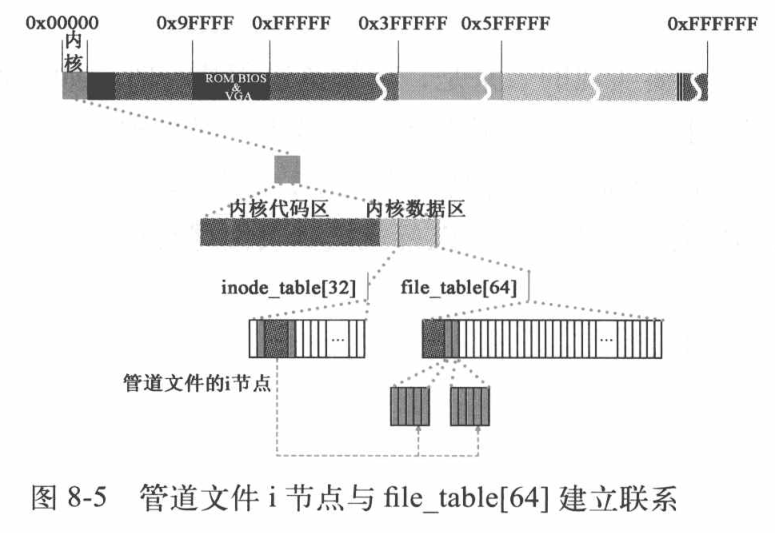 0x00000 0x9FFFF 0xFFFFF 0x3FFFFF 0x5FFFFF 0xFFFFFF
内
核
ROM BIOS
&
VGA
内核代码区 内核数据区
inode_table[32] file_table[64]
... ...
管道文件的i节点
图 8-5 管道文件 i 节点与 file_table[64] 建立联系